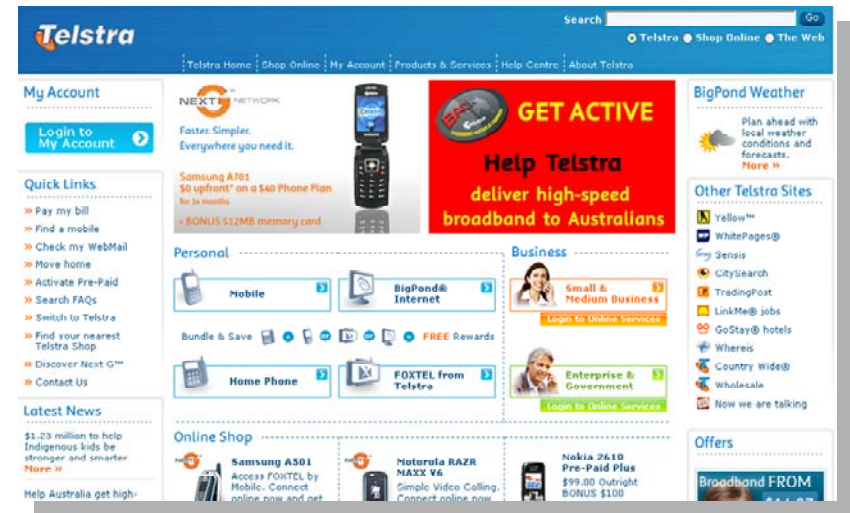 Search
Go
Telstra
Telstra Shop Online The Web
Telstra Home Shop Online My Account Products & Services Help Centre About Telstra
My Account
Login to
My Account
Quick Links
» Pay my bill
» Find a mobile
» Check my WebMail
» Move home
» Activate Pre-Paid
» Search FAQs
» Switch to Telstra
» Find your nearest
Telstra Shop
» Discover Next G™
» Contact Us
Latest News
$1.23 million to help
Indigenous kids be
stronger and smarter
More »
Help Australia get high-
NEXT G NETWORK
Faster. Simpler.
Everywhere you need it.
Samsung A701
$0 upfront* on a $40 Phone Plan
for 24 months
+ BONUS 512MB memory card
GET ACTIVE
Help Telstra
deliver high-speed
broadband to Australians
Personal
Mobile
BigPond®
Internet
Bundle & Save
FREE Rewards
Home Phone
FOXTEL from
Telstra
Business
Small &
Medium Business
Login to Online Services
Enterprise &
Government
Login to Online Services
Online Shop
Samsung A501
Access FOXTEL by
Mobile. Connect
online now and get
Motorola RAZR
MAXX V6
Simple Video Calling.
Connect online now
Nokia 2610
Pre-Paid Plus
$99.00 Outright
BONUS $100
BigPond Weather
Plan ahead with
local weather
conditions and
forecasts.
More »
Other Telstra Sites
Yellow™
WhitePages®
Sensis
CitySearch
TradingPost
LinkMe® jobs
GoStay® hotels
Whereis
Country Wide®
Wholesale
Now we are talking
Offers
Broadband FROM